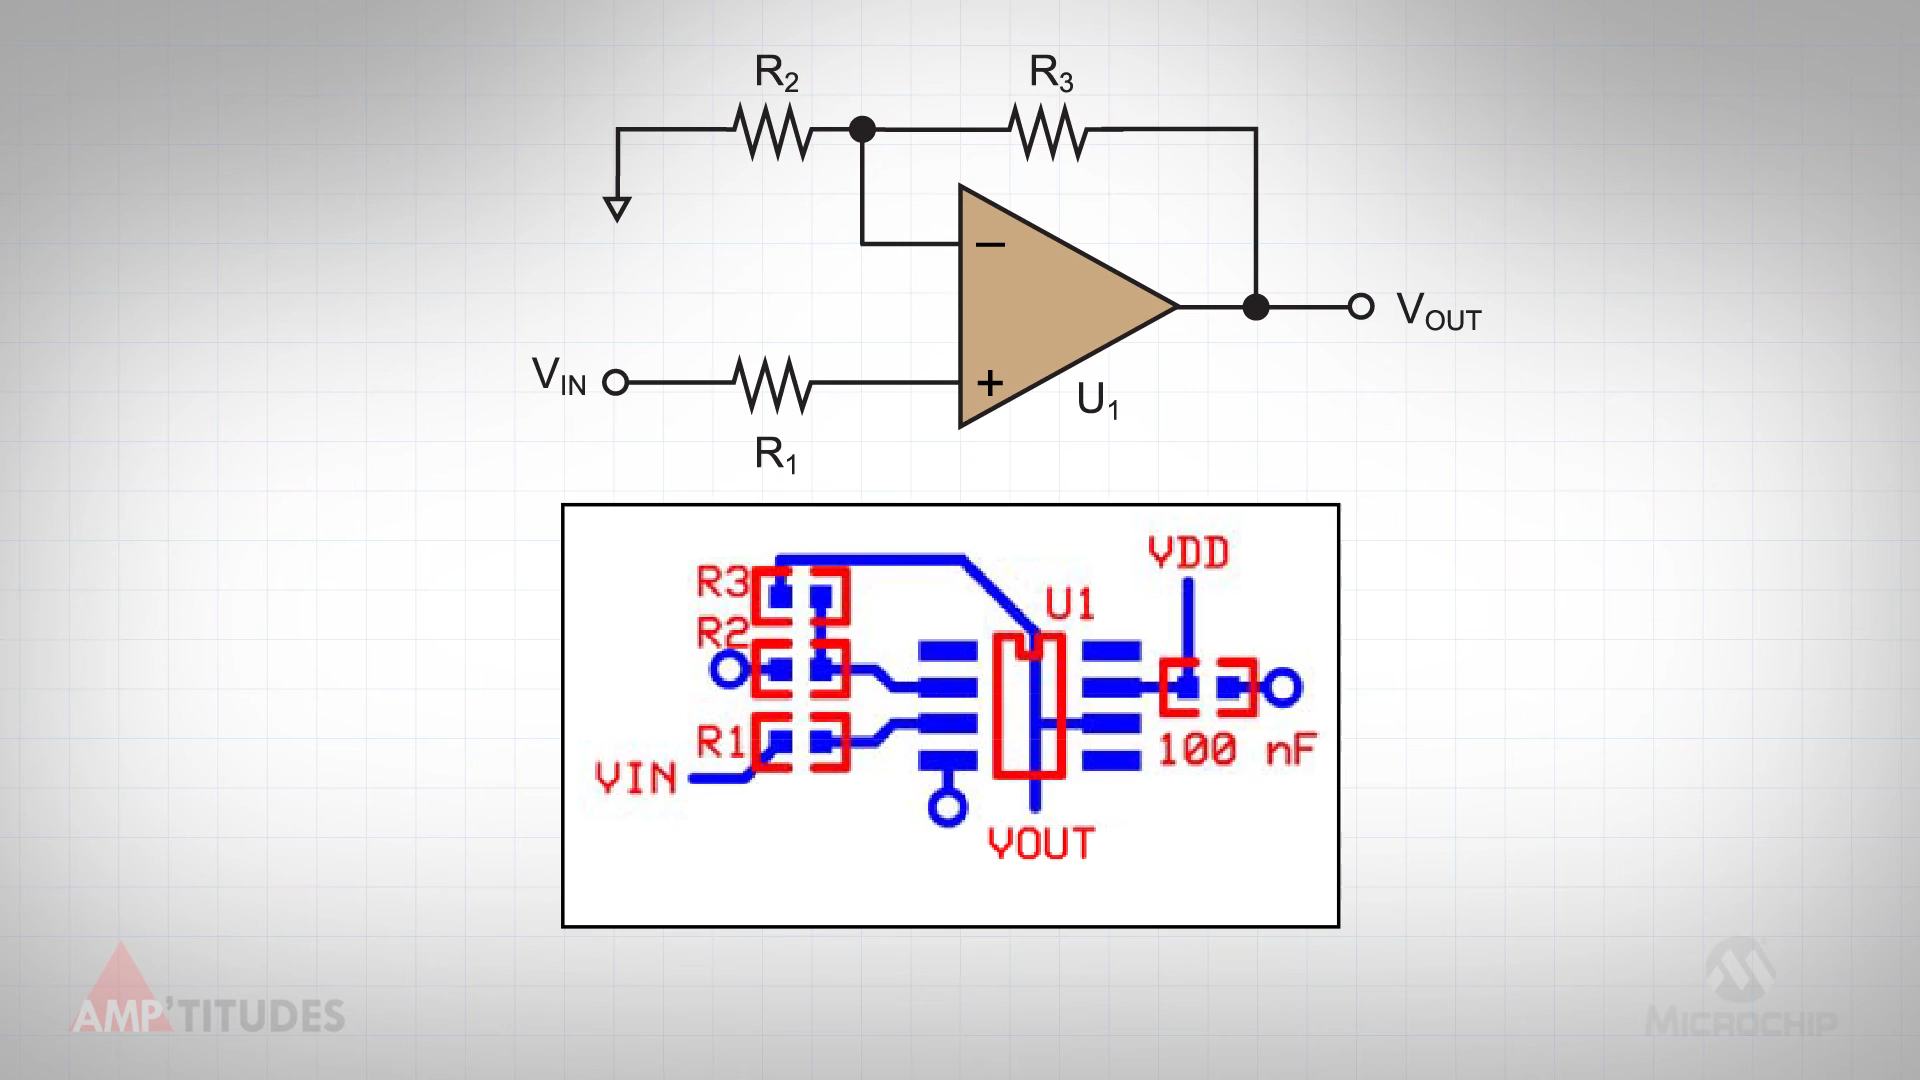 R2 R3
−
VOUT
VIN
+
U1
R1
VDD
R3
U1
R2
R1
100 nF
VIN
VOUT
AMP'TITUDES
MICROCHIP